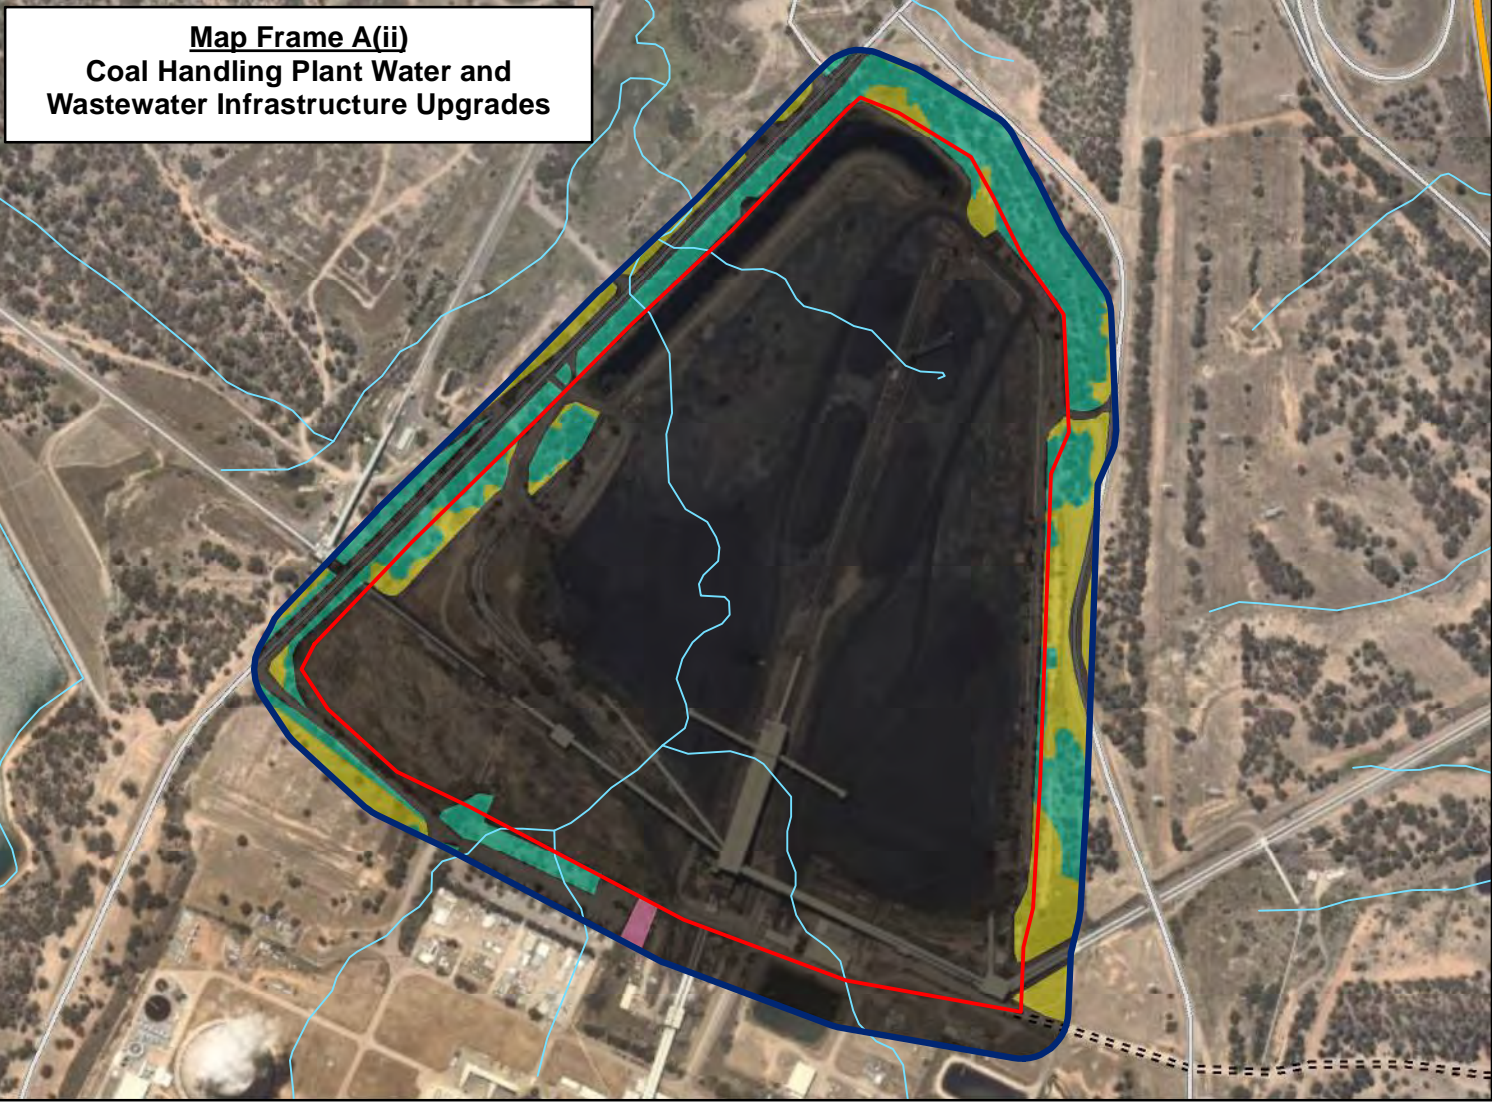 Map Frame A(ii)
Coal Handling Plant Water and
Wastewater Infrastructure Upgrades